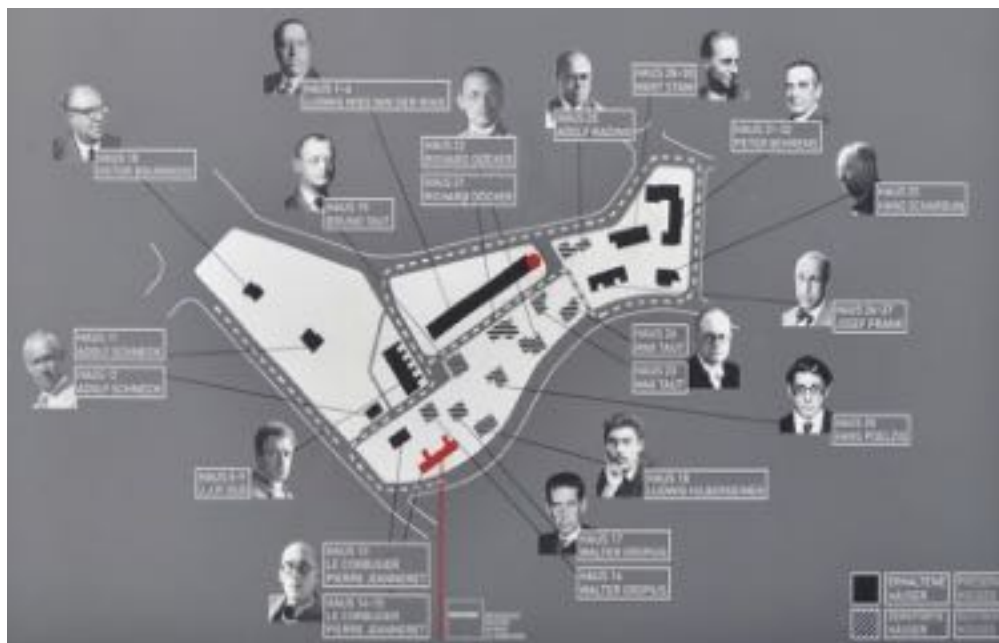 HAUS 1-4
LUDWIG MIES VAN DER ROHE
HAUS 28-30
MART STAM
HAUS 25
ADOLF RADING
HAUS 31-32
PETER BEHRENS
HAUS 10
VICTOR BOURGEOIS
HAUS 22
RICHARD DÖCKER
HAUS 21
RICHARD DÖCKER
HAUS 33
HANS SCHAROUN
HAUS 19
BRUNO TAUT
HAUS 26-27
JOSEF FRANK
HAUS 11
ADOLF SCHNECK
HAUS 12
ADOLF SCHNECK
HAUS 24
MAX TAUT
HAUS 23
MAX TAUT
HAUS 20
HANS POELZIG
HAUS 5-9
J.J.P. OUD
HAUS 18
LUDWIG HILBERSEIMER
HAUS 17
WALTER GROPIUS
HAUS 16
WALTER GROPIUS
HAUS 13
LE CORBUSIER
PIERRE JEANNERET
HAUS 14-15
LE CORBUSIER
PIERRE JEANNERET
ERHALTENE
HÄUSER
ZERSTÖRTE
HÄUSER